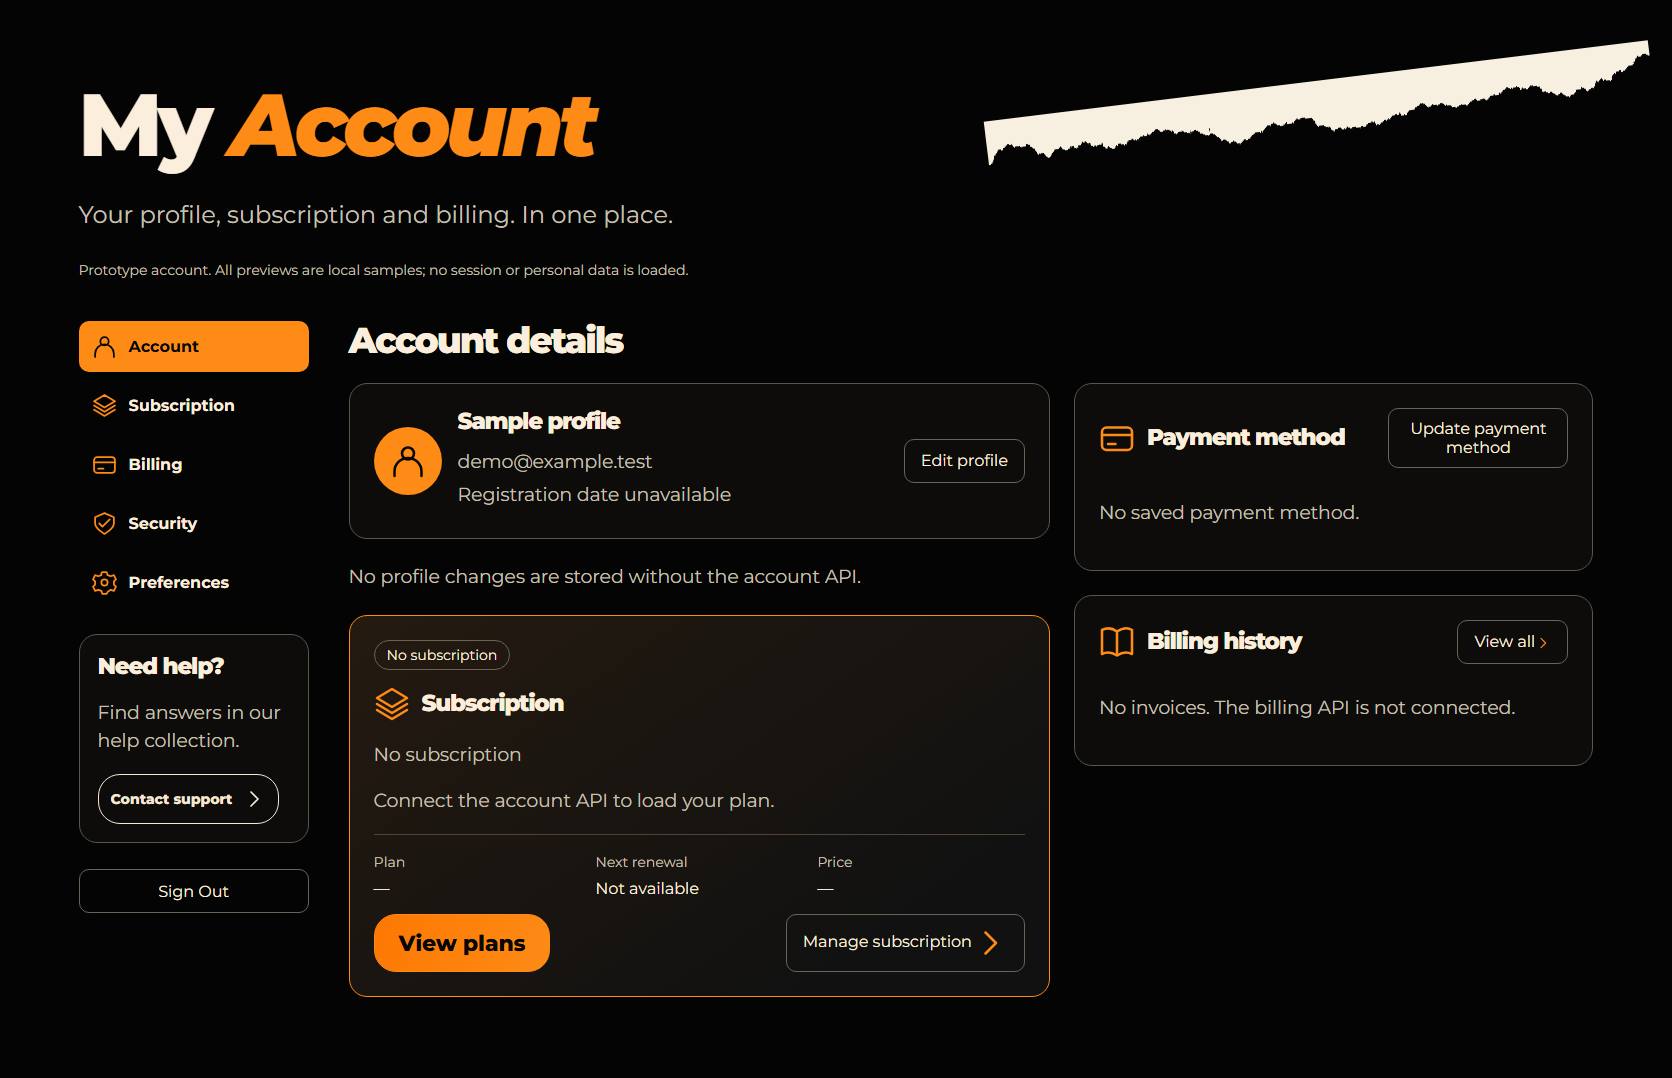 My Account
Your profile, subscription and billing. In one place.
Prototype account. All previews are local samples; no session or personal data is loaded.
Account
Subscription
Billing
Security
Preferences
Need help?
Find answers in our
help collection.
Contact support
Sign Out
Account details
Sample profile
demo@example.test
Registration date unavailable
Edit profile
No profile changes are stored without the account API.
No subscription
Subscription
No subscription
Connect the account API to load your plan.
Plan
—
Next renewal
Not available
Price
—
View plans
Manage subscription
Payment method
Update payment
method
No saved payment method.
Billing history
View all
No invoices. The billing API is not connected.